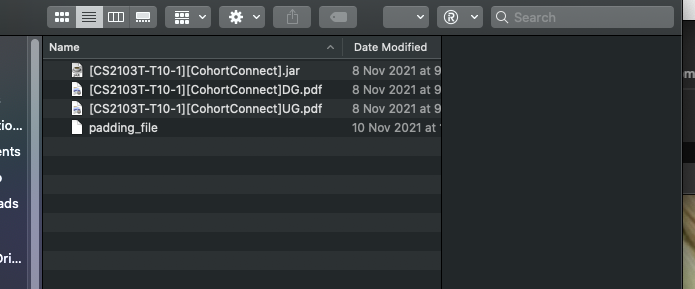 Search
Name Date Modified
[CS2103T-T10-1][CohortConnect].jar 8 Nov 2021 at 9
[CS2103T-T10-1][CohortConnect]DG.pdf 8 Nov 2021 at 9
[CS2103T-T10-1][CohortConnect]UG.pdf 8 Nov 2021 at 9
padding_file 10 Nov 2021 at
tio...
ents
ads
Ori...